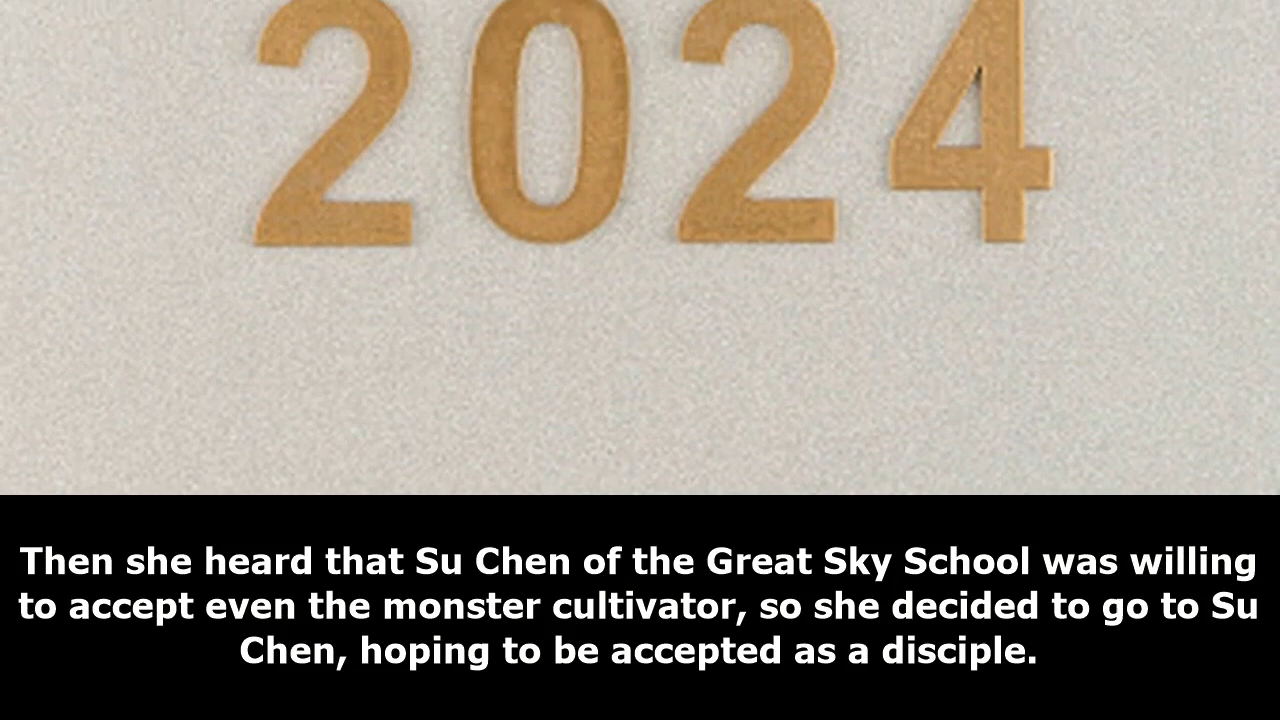 2024
Then she heard that Su Chen of the Great Sky School was willing
to accept even the monster cultivator, so she decided to go to Su
Chen, hoping to be accepted as a disciple.